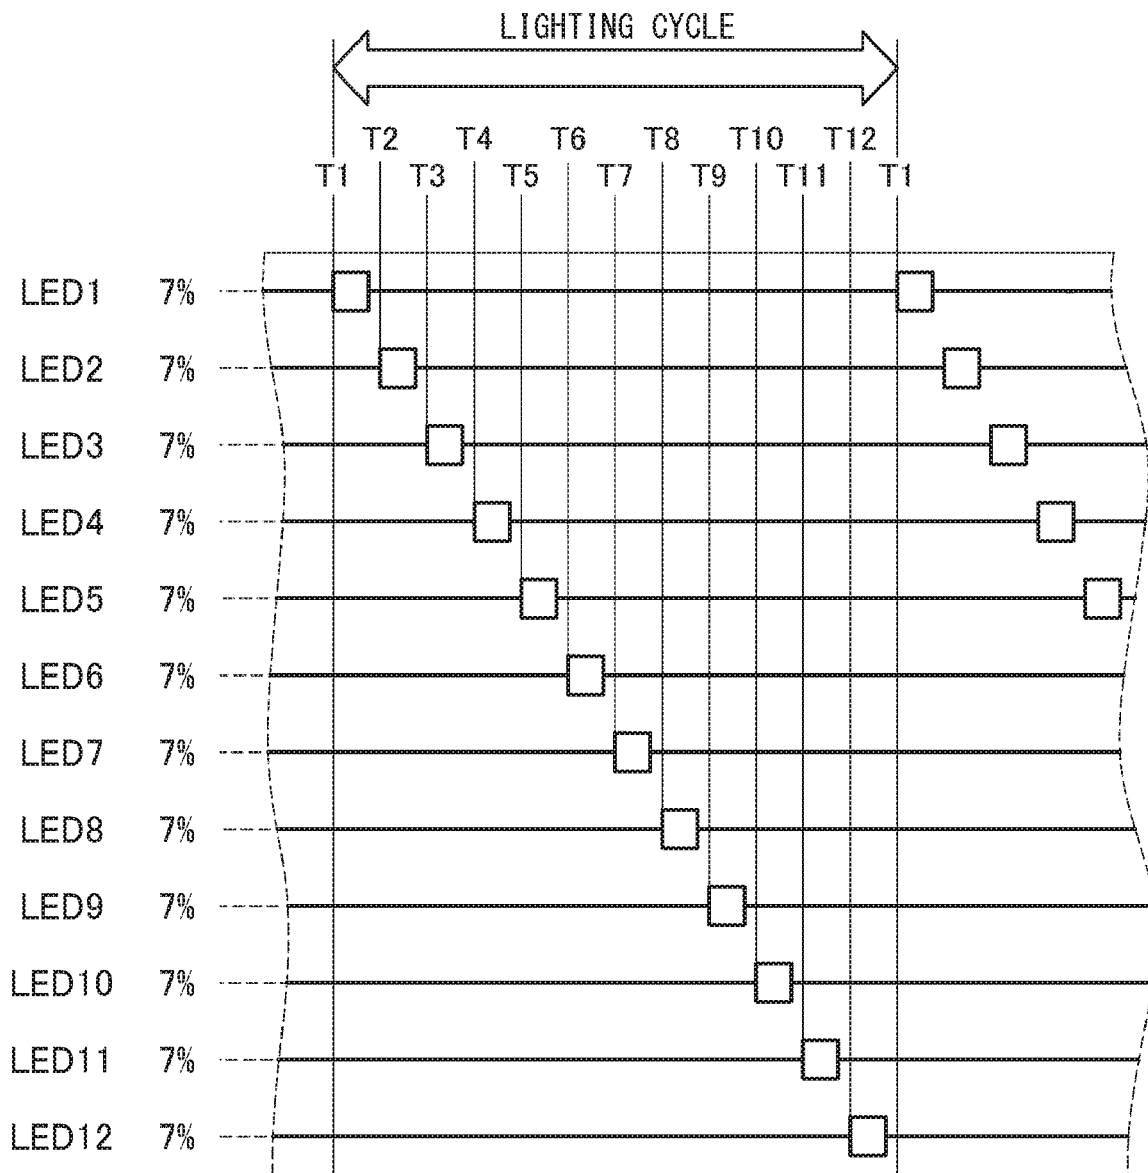 LIGHTING CYCLE
T2 T4 T6 T8 T10 T12
T1 T3 T5 T7 T9 T11 T1
LED1 7%
LED2 7%
LED3 7%
LED4 7%
LED5 7%
LED6 7%
LED7 7%
LED8 7%
LED9 7%
LED10 7%
LED11 7%
LED12 7%